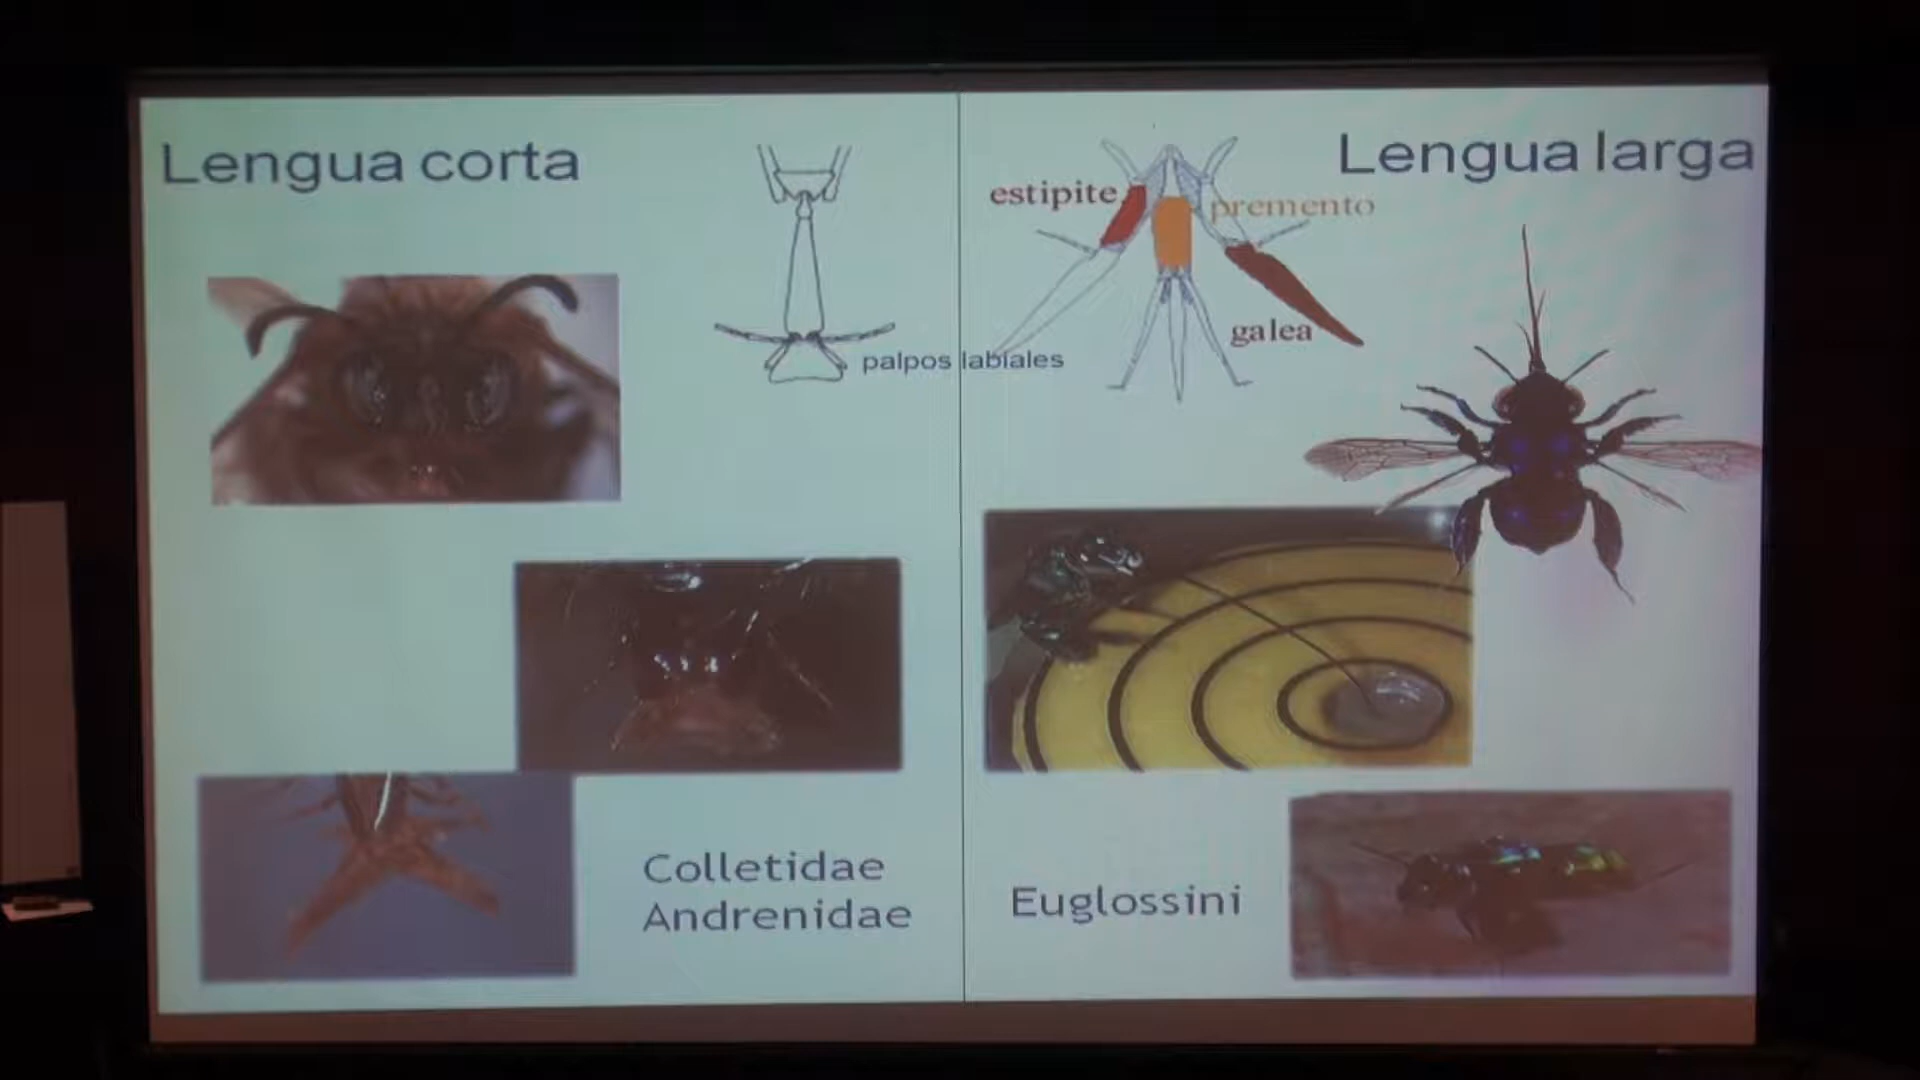 Lengua corta
palpos labiales
Colletidae
Andrenidae
Lengua larga
estipite
premento
galea
Euglossini